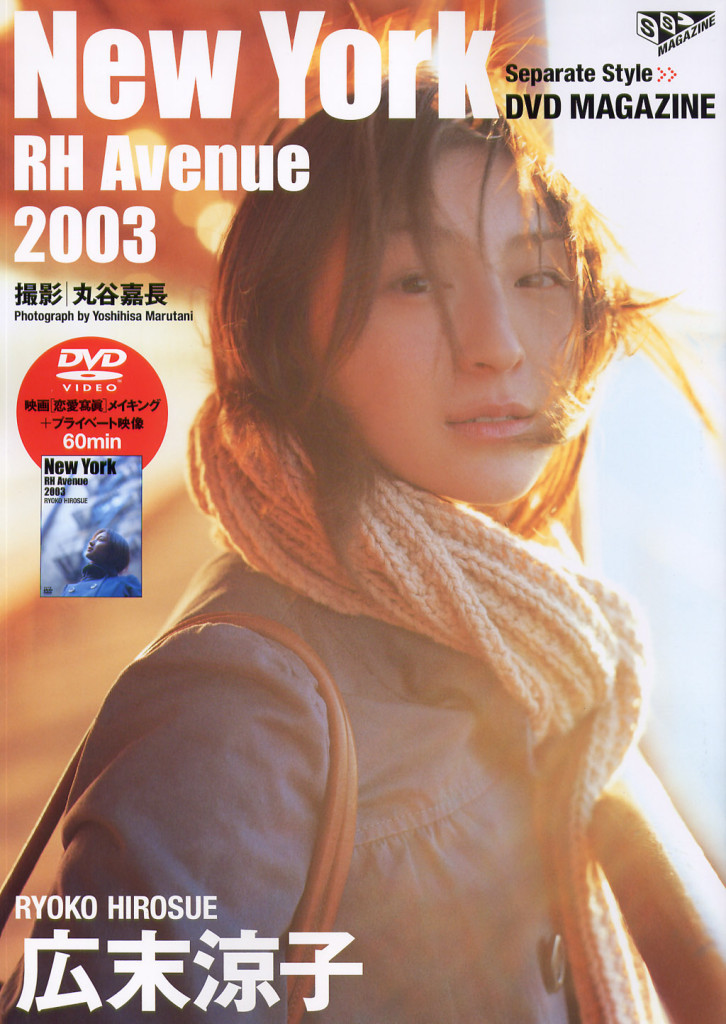 New York
RH Avenue
2003
SS MAGAZINE
Separate Style >>
DVD MAGAZINE
撮影|丸谷嘉長
Photograph by Yoshihisa Marutani
DVD
VIDEO
映画[恋愛寫眞]メイキング
+プライベート映像
60min
New York
RH Avenue
2003
RYOKO HIROSUE
RYOKO HIROSUE
広末涼子